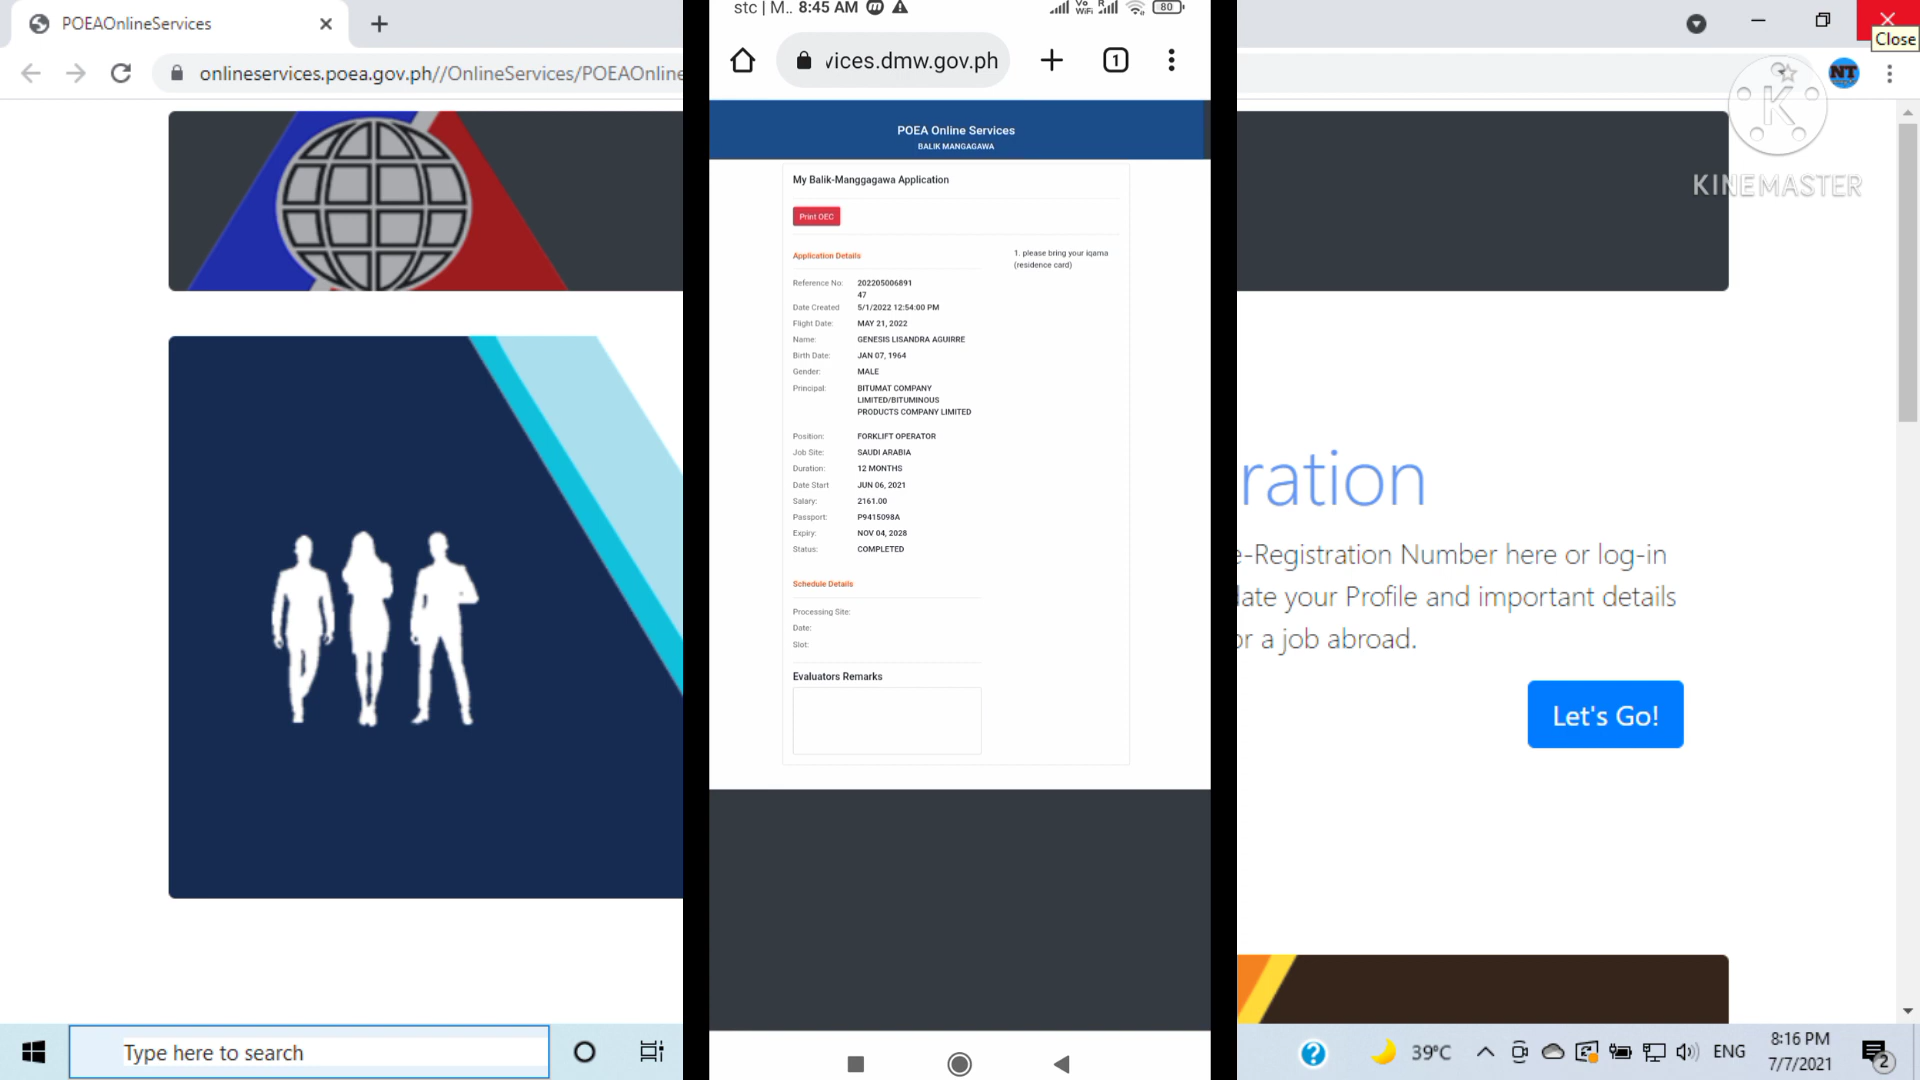 POEAOnlineServices
onlineservices.poea.gov.ph//OnlineServices/POEAOnline
stc | M.. 8:45 AM
Vo
WiFi
R
80
vices.dmw.gov.ph
1
POEA Online Services
BALIK MANGAGAWA
My Balik-Manggagawa Application
Print OEC
Application Details
1. please bring your iqama
(residence card)
Reference No: 202205006891
47
Date Created 5/1/2022 12:54:00 PM
Flight Date: MAY 21, 2022
Name: GENESIS LISANDRA AGUIRRE
Birth Date: JAN 07, 1964
Gender: MALE
Principal: BITUMAT COMPANY
LIMITED/BITUMINOUS
PRODUCTS COMPANY LIMITED
Position: FORKLIFT OPERATOR
Job Site: SAUDI ARABIA
Duration: 12 MONTHS
Date Start JUN 06, 2021
Salary: 2161.00
Passport: P9415098A
Expiry: NOV 04, 2028
Status: COMPLETED
Schedule Details
Processing Site:
Date:
Slot:
Evaluators Remarks
Close
NT
K
KINEMASTER
ration
e-Registration Number here or log-in
date your Profile and important details
or a job abroad.
Let's Go!
Type here to search
39°C
ENG
8:16 PM
7/7/2021
2